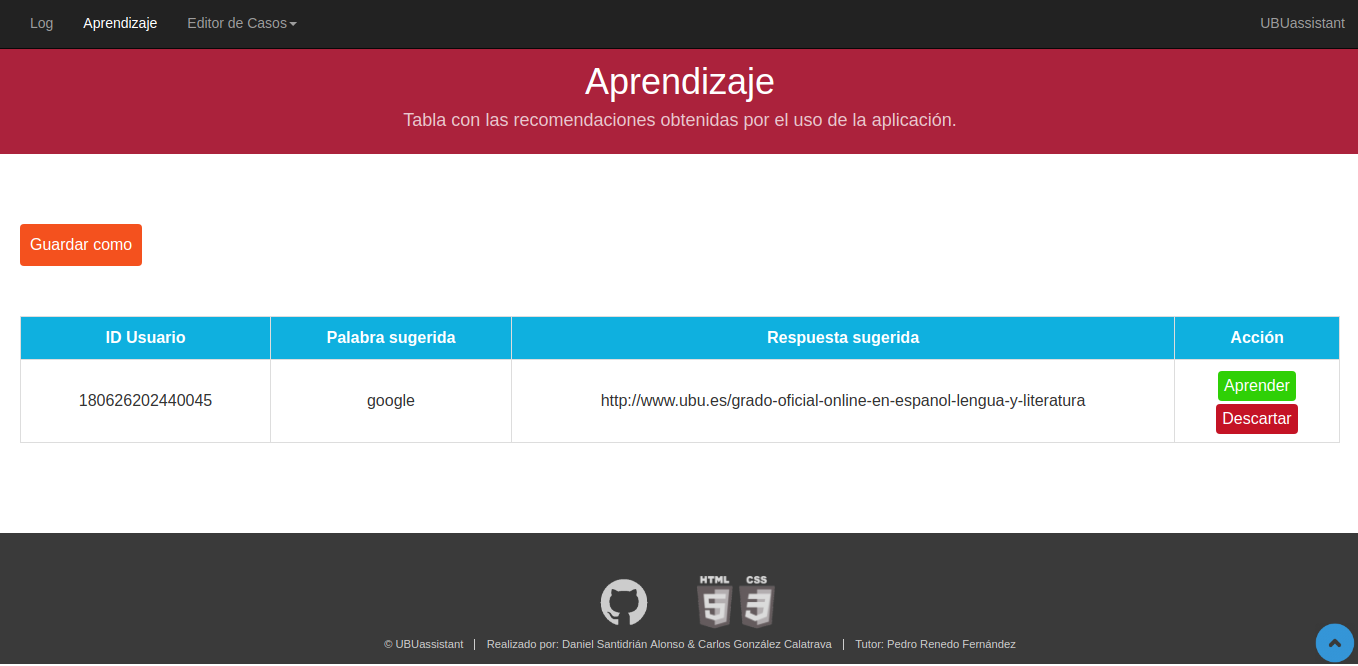 Log Aprendizaje Editor de Casos UBUassistant
Aprendizaje
Tabla con las recomendaciones obtenidas por el uso de la aplicación.
Guardar como
ID Usuario Palabra sugerida Respuesta sugerida Acción
180626202440045 google http://www.ubu.es/grado-oficial-online-en-espanol-lengua-y-literatura Aprender
Descartar
HTML CSS
5 3
© UBUassistant | Realizado por: Daniel Santidrián Alonso & Carlos González Calatrava | Tutor: Pedro Renedo Fernández